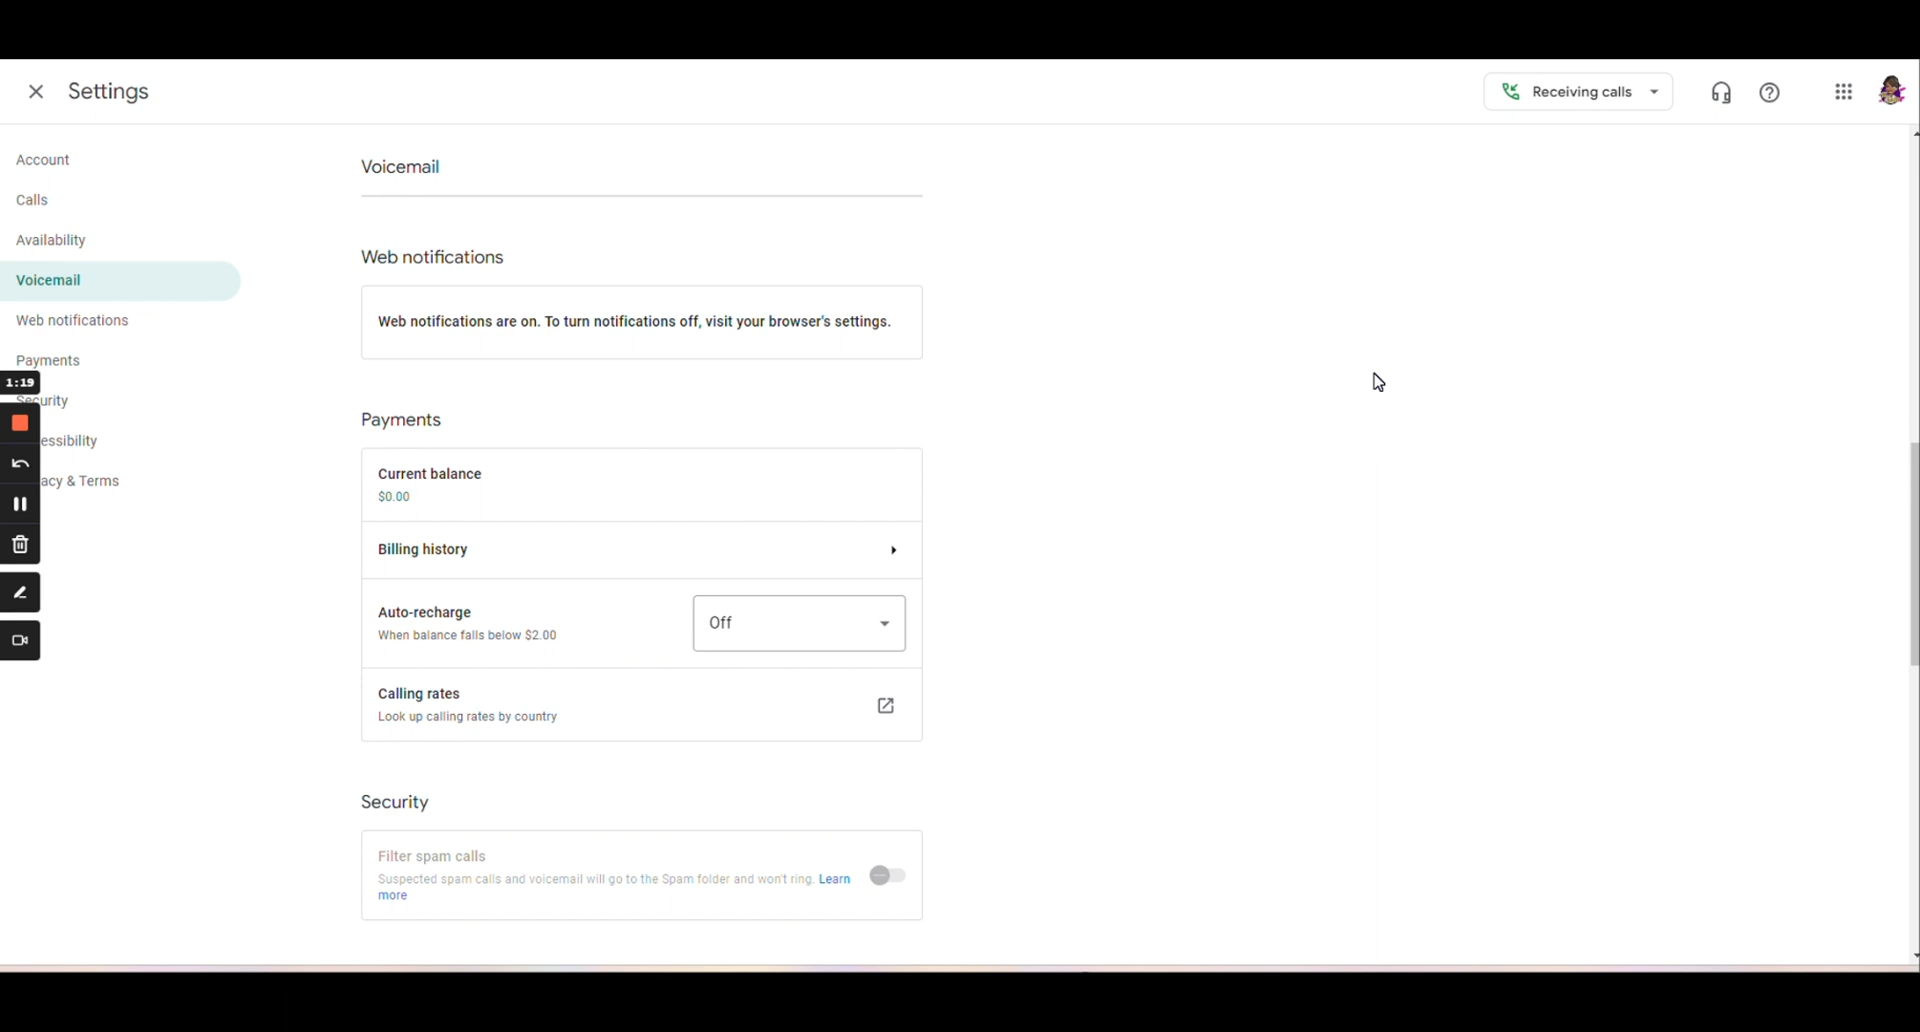 Settings
Receiving calls
Account
Calls
Availability
Voicemail
Web notifications
Payments
1:19
Security
essibility
acy & Terms
Voicemail
Web notifications
Web notifications are on. To turn notifications off, visit your browser's settings.
Payments
Current balance
$0.00
Billing history
Auto-recharge
When balance falls below $2.00
Off
Calling rates
Look up calling rates by country
Security
Filter spam calls
Suspected spam calls and voicemail will go to the Spam folder and won't ring. Learn
more